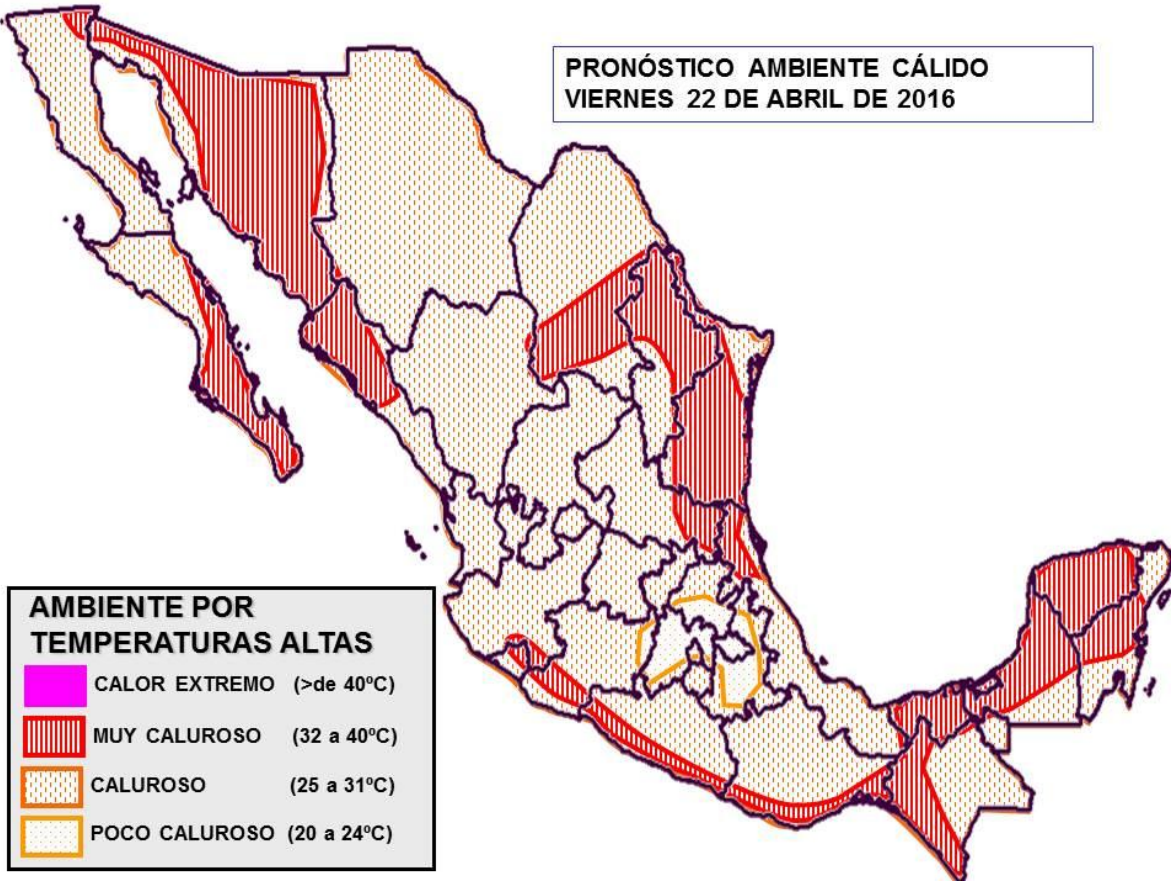 PRONÓSTICO AMBIENTE CÁLIDO
VIERNES 22 DE ABRIL DE 2016
AMBIENTE POR
TEMPERATURAS ALTAS
CALOR EXTREMO (>de 40ºC)
MUY CALUROSO (32 a 40ºC)
CALUROSO (25 a 31ºC)
POCO CALUROSO (20 a 24ºC)